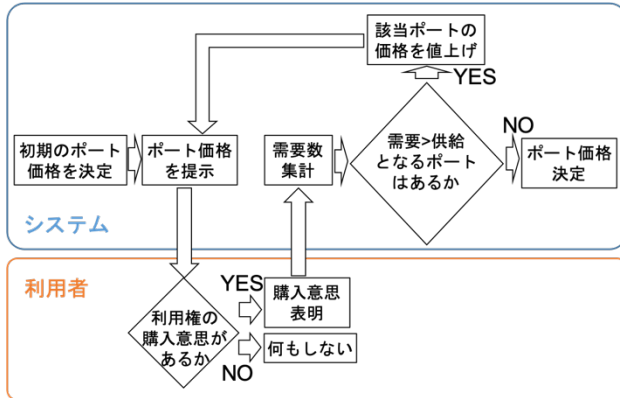 該当ポートの
価格を値上げ
YES
初期のポート
価格を決定
ポート価格
を提示
需要数
集計
需要>供給
となるポート
はあるか
NO
ポート価格
決定
システム
利用者
利用権の
購入意思が
あるか
YES
購入意思
表明
NO
何もしない